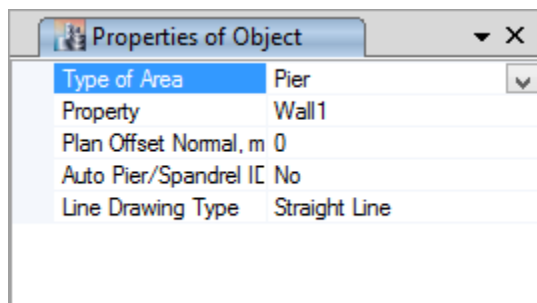 Properties of Object
Type of Area Pier
Property Wall1
Plan Offset Normal, m 0
Auto Pier/Spandrel ID No
Line Drawing Type Straight Line